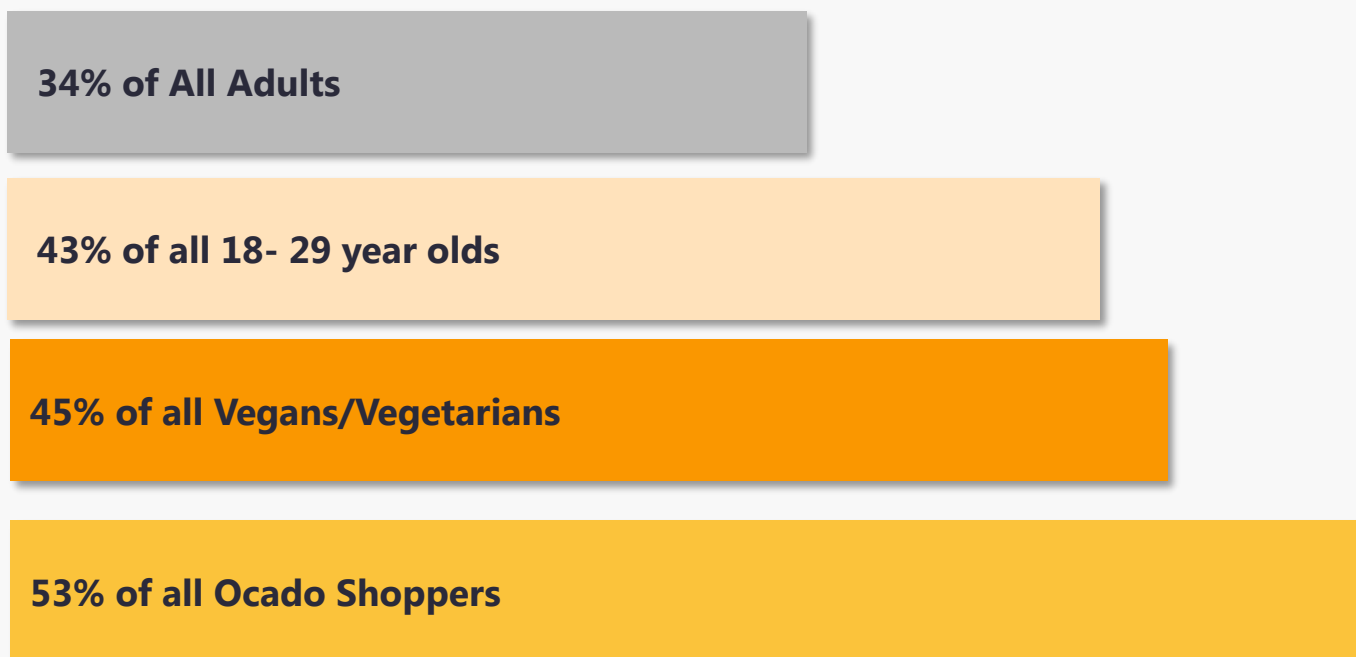 34% of All Adults
43% of all 18- 29 year olds
45% of all Vegans/Vegetarians
53% of all Ocado Shoppers